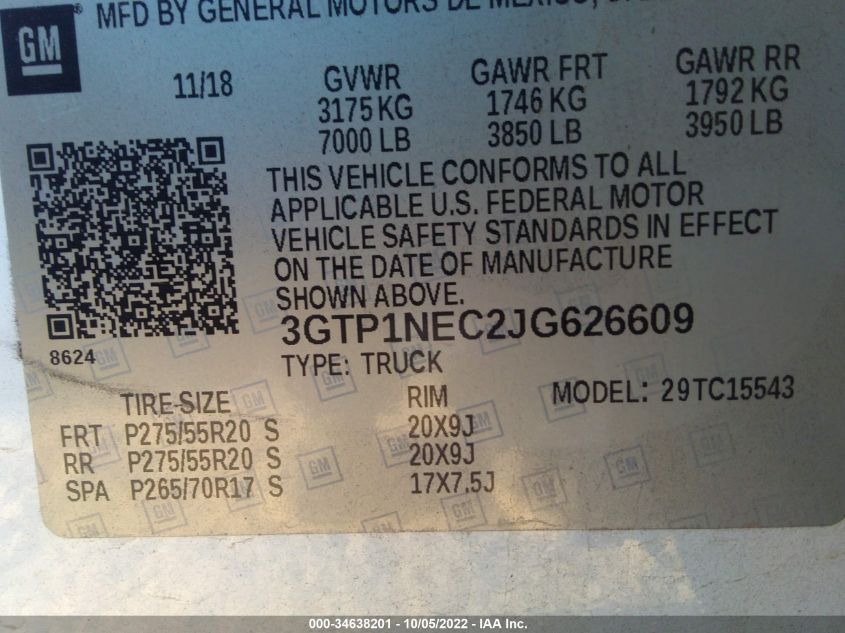 GM
MFD BY GENERAL MOTORS DE MEXICO,
11/18
GVWR GAWR FRT GAWR RR
3175 KG 1746 KG 1792 KG
7000 LB 3850 LB 3950 LB
THIS VEHICLE CONFORMS TO ALL
APPLICABLE U.S. FEDERAL MOTOR
VEHICLE SAFETY STANDARDS IN EFFECT
ON THE DATE OF MANUFACTURE
SHOWN ABOVE.
3GTP1NEC2JG626609
8624
TYPE: TRUCK
TIRE SIZE RIM MODEL: 29TC15543
FRT P275/55R20 S 20X9J
RR P275/55R20 S 20X9J
SPA P265/70R17 S 17X7.5J
000-34638201 - 10/05/2022 - IAA Inc.